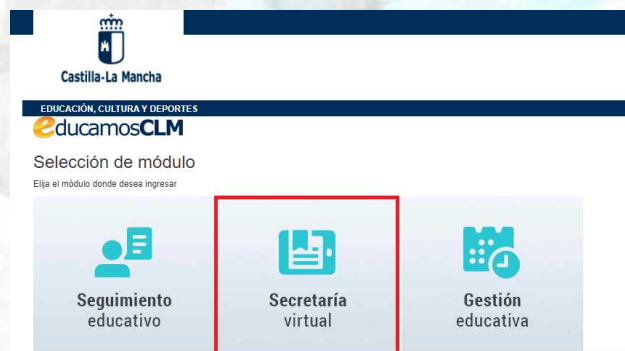 Castilla-La Mancha
EDUCACIÓN, CULTURA Y DEPORTES
educamosCLM
Selección de módulo
Elija el módulo donde desea ingresar
Seguimiento
educativo
Secretaría
virtual
Gestión
educativa